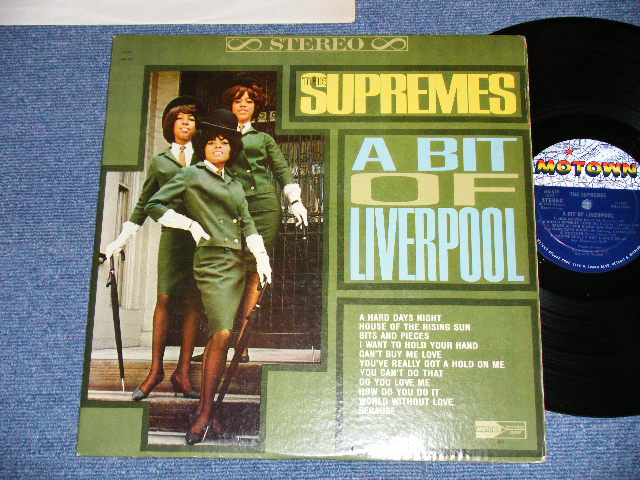 STEREO
THE
SUPREMES
A BIT
OF
LIVERPOOL
A HARD DAYS NIGHT
HOUSE OF THE RISING SUN
BITS AND PIECES
I WANT TO HOLD YOUR HAND
CAN'T BUY ME LOVE
YOU'VE REALLY GOT A HOLD ON ME
YOU CAN'T DO THAT
DO YOU LOVE ME
HOW DO YOU DO IT
WORLD WITHOUT LOVE
BECAUSE
MOTOWN
THE SUPREMES
STEREO
A BIT OF LIVERPOOL